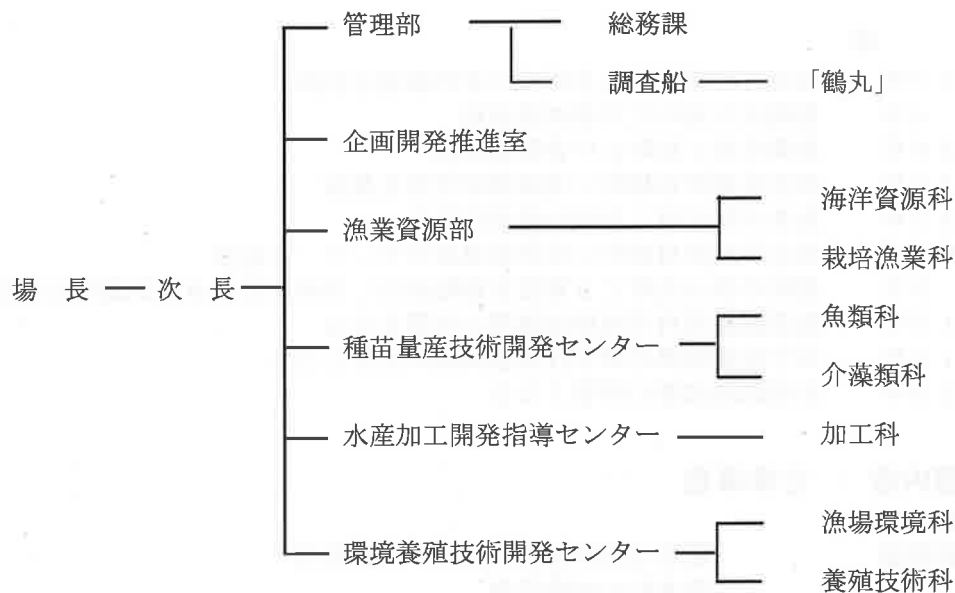 管理部 総務課
調査船 「鶴丸」
企画開発推進室
海洋資源科
漁業資源部
栽培漁業科
場 長 次 長
魚類科
種苗量産技術開発センター
介藻類科
水産加工開発指導センター 加工科
漁場環境科
環境養殖技術開発センター
養殖技術科